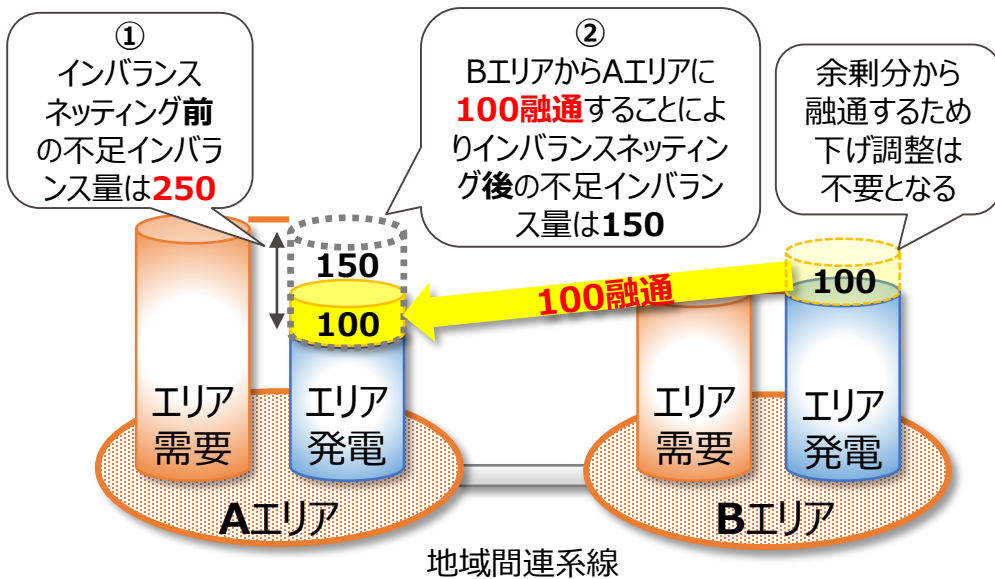 ①
インバランス
ネッティング前
の不足インバラ
ンス量は250
②
BエリアからAエリアに
100融通することによ
りインバランスネッティン
グ後の不足インバラン
ス量は150
余剰分から
融通するため
下げ調整は
不要となる
150
100
100融通
100
エリア
需要
エリア
発電
エリア
需要
エリア
発電
Aエリア
Bエリア
地域間連系線